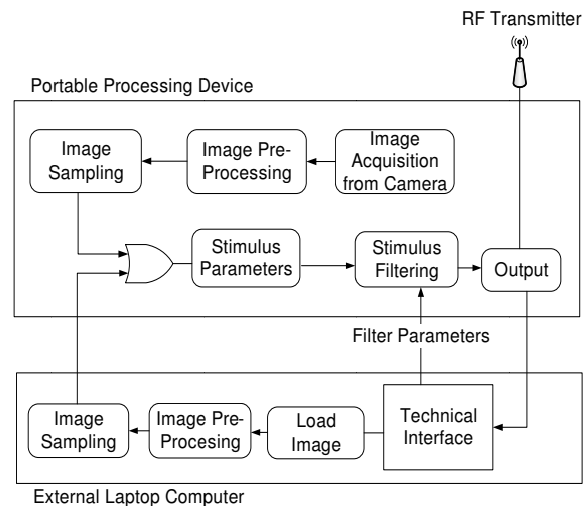 RF Transmitter
Portable Processing Device
Image
Sampling
Image Pre-
Processing
Image
Acquisition
from Camera
Stimulus
Parameters
Stimulus
Filtering
Output
Filter Parameters
Image
Sampling
Image Pre-
Procesing
Load
Image
Technical
Interface
External Laptop Computer